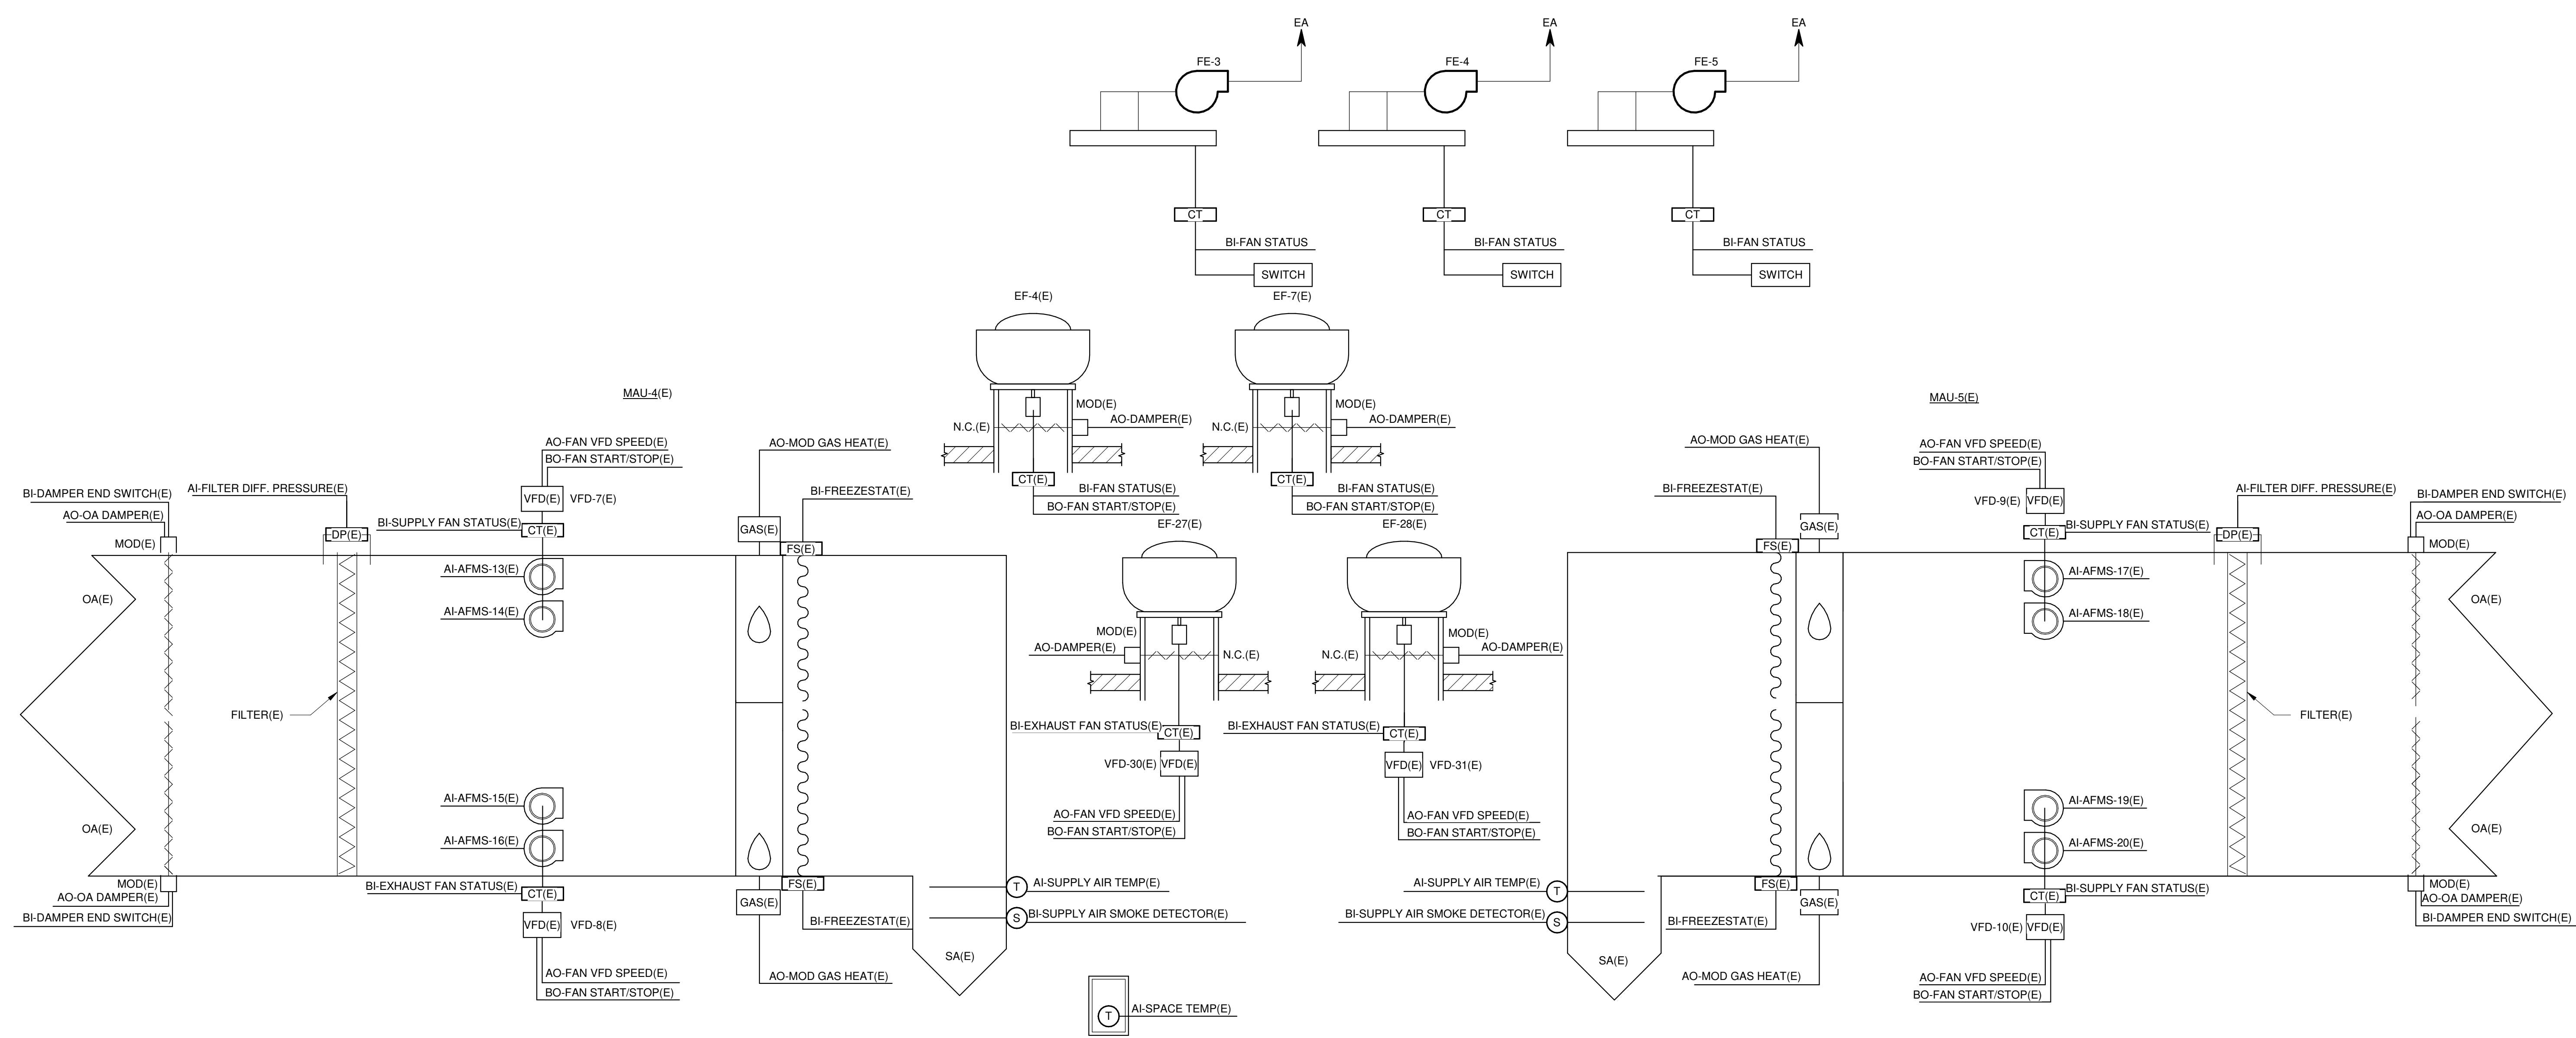 EA
EA
EA
FE-3
FE-4
FE-5
CT
CT
CT
BI-FAN STATUS
BI-FAN STATUS
BI-FAN STATUS
SWITCH
SWITCH
SWITCH
EF-4(E)
EF-7(E)
MOD(E)
AO-DAMPER(E)
N.C.(E)
CT(E)
BI-FAN STATUS(E)
BO-FAN START/STOP(E)
MOD(E)
AO-DAMPER(E)
N.C.(E)
CT(E)
BI-FAN STATUS(E)
BO-FAN START/STOP(E)
EF-27(E)
EF-28(E)
MOD(E)
AO-DAMPER(E)
N.C.(E)
BI-EXHAUST FAN STATUS(E)
CT(E)
VFD-30(E)
VFD(E)
AO-FAN VFD SPEED(E)
BO-FAN START/STOP(E)
MOD(E)
AO-DAMPER(E)
N.C.(E)
BI-EXHAUST FAN STATUS(E)
CT(E)
VFD(E)
VFD-31(E)
AO-FAN VFD SPEED(E)
BO-FAN START/STOP(E)
MAU-4(E)
AO-FAN VFD SPEED(E)
BO-FAN START/STOP(E)
AO-MOD GAS HEAT(E)
BI-DAMPER END SWITCH(E)
AI-FILTER DIFF. PRESSURE(E)
VFD(E)
VFD-7(E)
BI-FREEZESTAT(E)
AO-OA DAMPER(E)
BI-SUPPLY FAN STATUS(E)
CT(E)
GAS(E)
MOD(E)
DP(E)
FS(E)
AI-AFMS-13(E)
OA(E)
AI-AFMS-14(E)
FILTER(E)
AI-AFMS-15(E)
OA(E)
AI-AFMS-16(E)
MOD(E)
BI-EXHAUST FAN STATUS(E)
CT(E)
FS(E)
AO-OA DAMPER(E)
GAS(E)
BI-DAMPER END SWITCH(E)
VFD(E)
VFD-8(E)
BI-FREEZESTAT(E)
T
AI-SUPPLY AIR TEMP(E)
S
BI-SUPPLY AIR SMOKE DETECTOR(E)
SA(E)
AO-FAN VFD SPEED(E)
AO-MOD GAS HEAT(E)
BO-FAN START/STOP(E)
T
AI-SPACE TEMP(E)
MAU-5(E)
AO-MOD GAS HEAT(E)
AO-FAN VFD SPEED(E)
BO-FAN START/STOP(E)
BI-FREEZESTAT(E)
AI-FILTER DIFF. PRESSURE(E)
BI-DAMPER END SWITCH(E)
VFD-9(E)
VFD(E)
AO-OA DAMPER(E)
GAS(E)
CT(E)
BI-SUPPLY FAN STATUS(E)
DP(E)
FS(E)
MOD(E)
AI-AFMS-17(E)
OA(E)
AI-AFMS-18(E)
FILTER(E)
AI-AFMS-19(E)
OA(E)
AI-AFMS-20(E)
AI-SUPPLY AIR TEMP(E)
T
FS(E)
BI-SUPPLY FAN STATUS(E)
MOD(E)
CT(E)
GAS(E)
AO-OA DAMPER(E)
BI-SUPPLY AIR SMOKE DETECTOR(E)
S
BI-FREEZESTAT(E)
VFD-10(E)
VFD(E)
BI-DAMPER END SWITCH(E)
SA(E)
AO-MOD GAS HEAT(E)
AO-FAN VFD SPEED(E)
BO-FAN START/STOP(E)